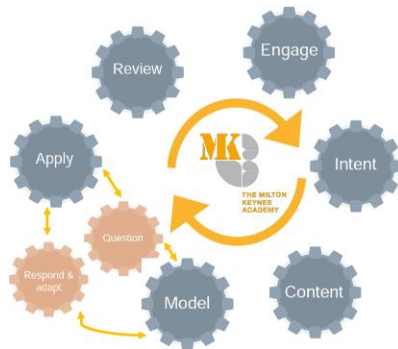 Engage
Review
MK
Apply
Intent
THE MILTON
KEYNES
ACADEMY
Question
Respond &
adapt
Model
Content